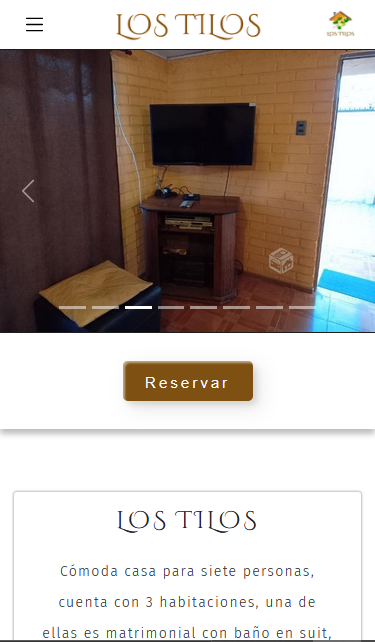 LOS TILOS
LOS TILOS
Reservar
LOS TILOS
Cómoda casa para siete personas,
cuenta con 3 habitaciones, una de
ellas es matrimonial con baño en suit,